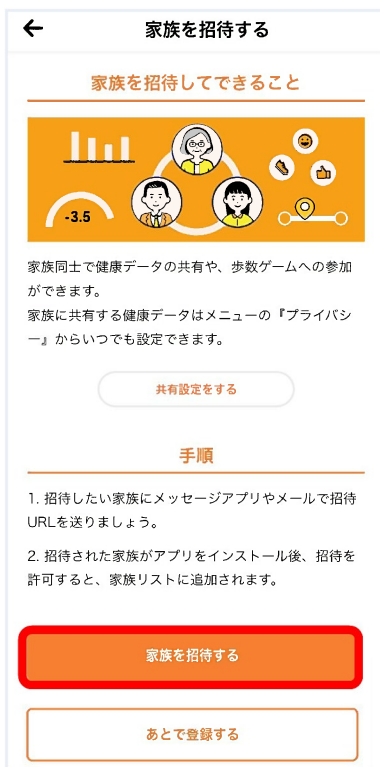 家族を招待する
家族を招待してできること
-3.5
家族同士で健康データの共有や、歩数ゲームへの参加
ができます。
家族に共有する健康データはメニューの『プライバシ
ー』からいつでも設定できます。
共有設定をする
手順
1. 招待したい家族にメッセージアプリやメールで招待
URLを送りましょう。
2. 招待された家族がアプリをインストール後、招待を
許可すると、家族リストに追加されます。
家族を招待する
あとで登録する